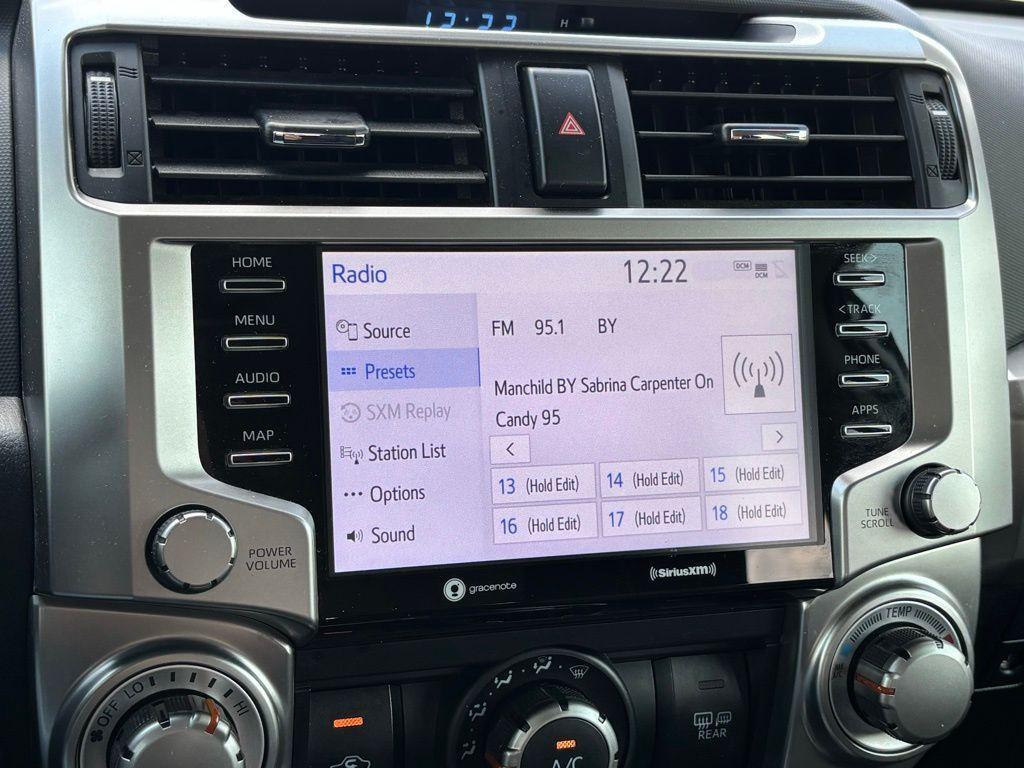 12:22
H
HOME
MENU
AUDIO
MAP
Radio
12:22
DCM
DCM
Source
Presets
SXM Replay
Station List
Options
Sound
FM 95.1 BY
Manchild BY Sabrina Carpenter On
Candy 95
<
>
13 (Hold Edit) 14 (Hold Edit) 15 (Hold Edit)
16 (Hold Edit) 17 (Hold Edit) 18 (Hold Edit)
SEEK>
<TRACK
PHONE
APPS
POWER
VOLUME
TUNE
SCROLL
gracenote
((SiriusXM))
LO
HI
OFF
A/C
REAR
TEMP